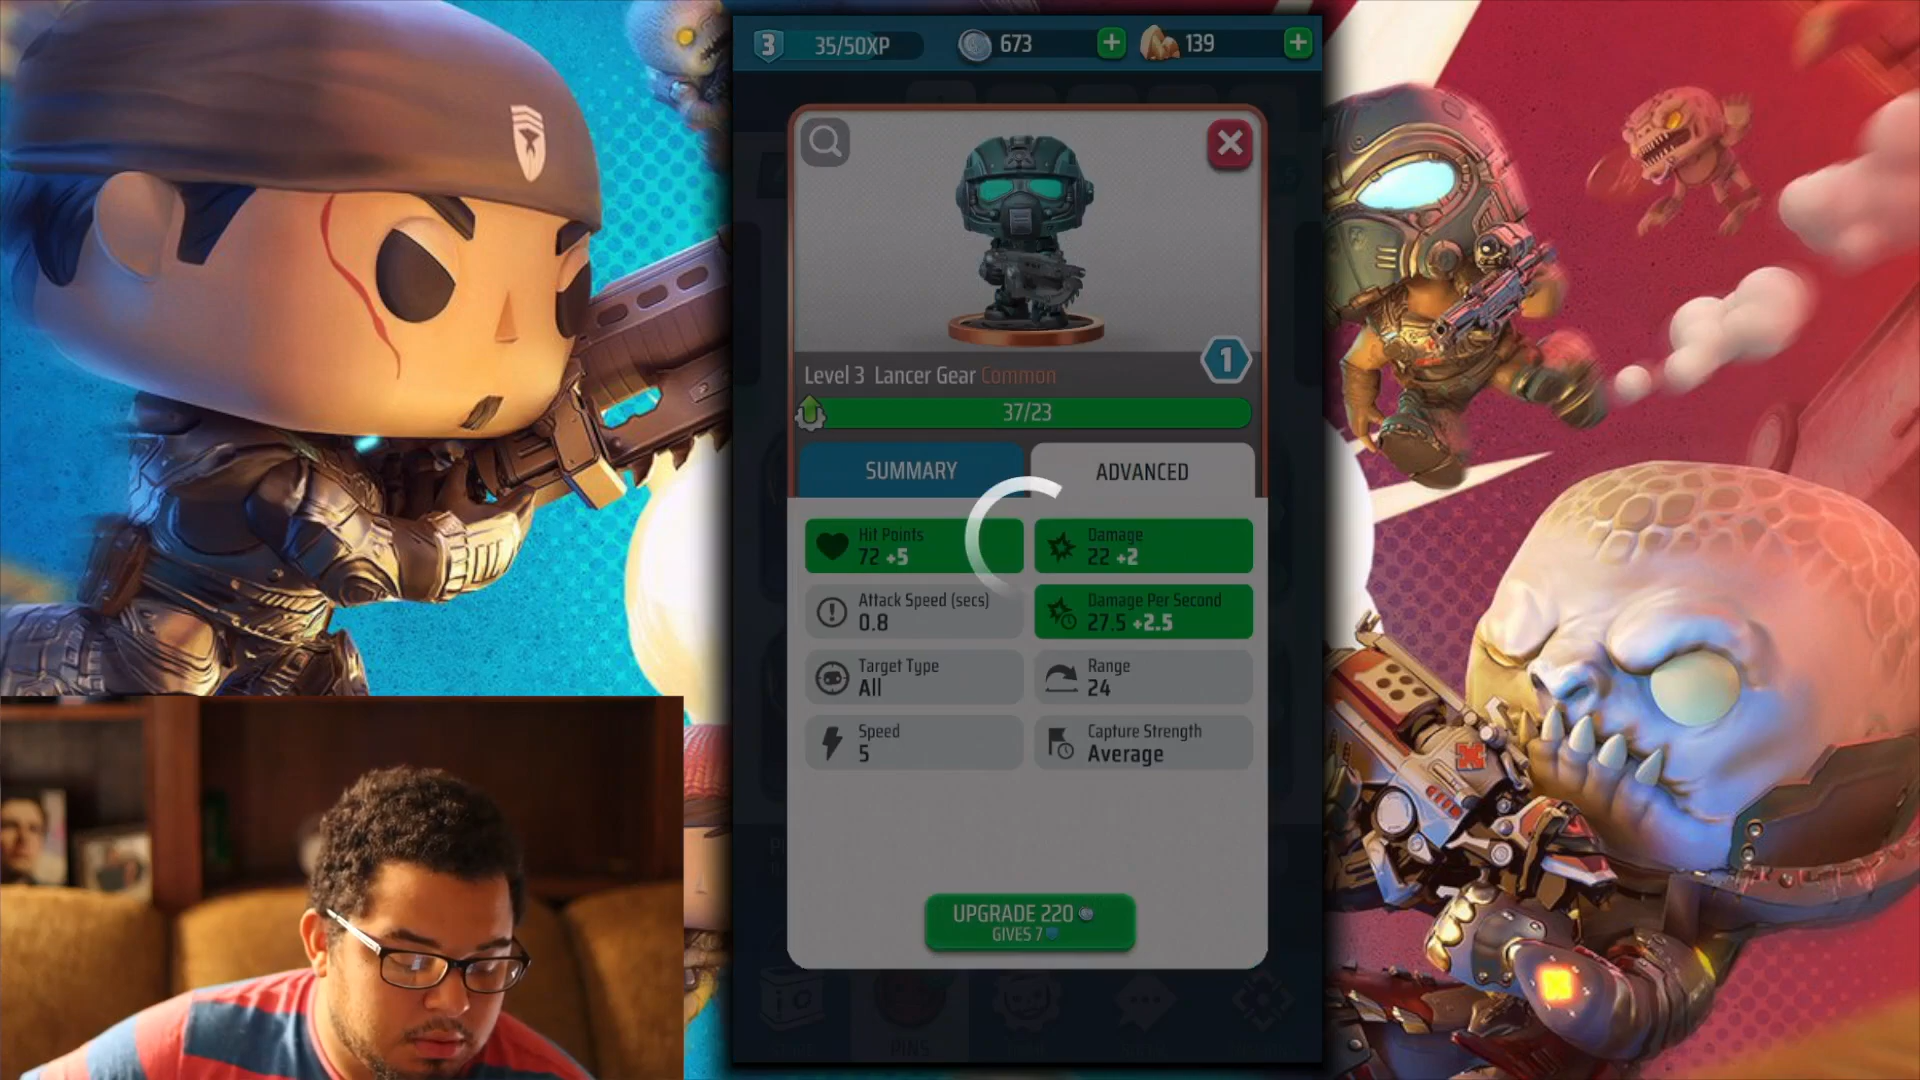 3 35/50XP 673 139
Level 3 Lancer Gear Common
1
37/23
SUMMARY ADVANCED
Hit Points
72 +5
Damage
22 +2
Attack Speed (secs)
0.8
Damage Per Second
27.5 +2.5
Target Type
All
Range
24
Speed
5
Capture Strength
Average
UPGRADE 220
GIVES 7
PINS